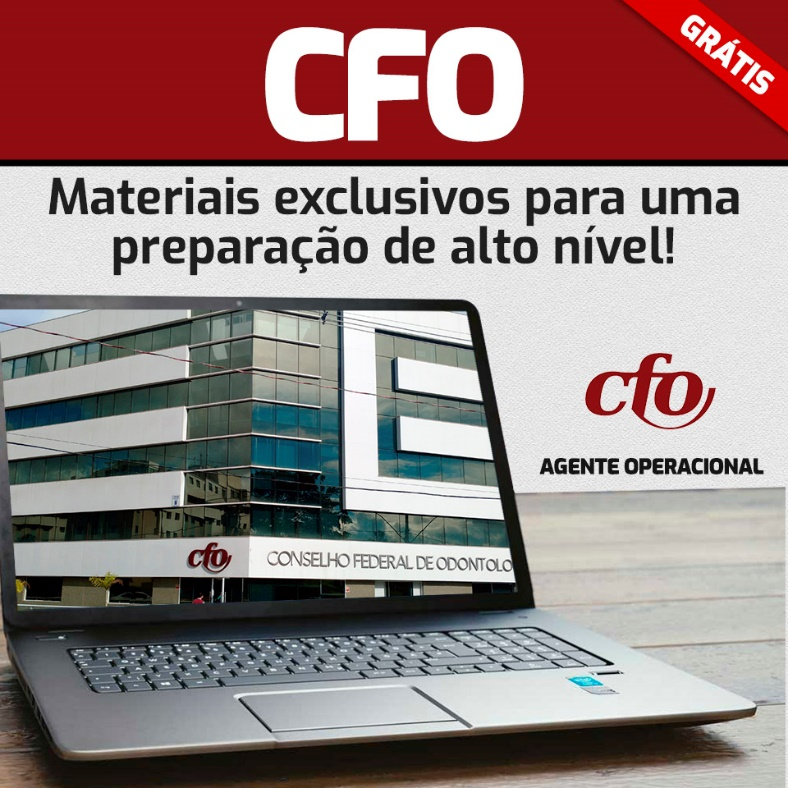 CFO
GRÁTIS
Materiais exclusivos para uma
preparação de alto nível!
cfo
AGENTE OPERACIONAL
cfo CONSELHO FEDERAL DE ODONTOLO